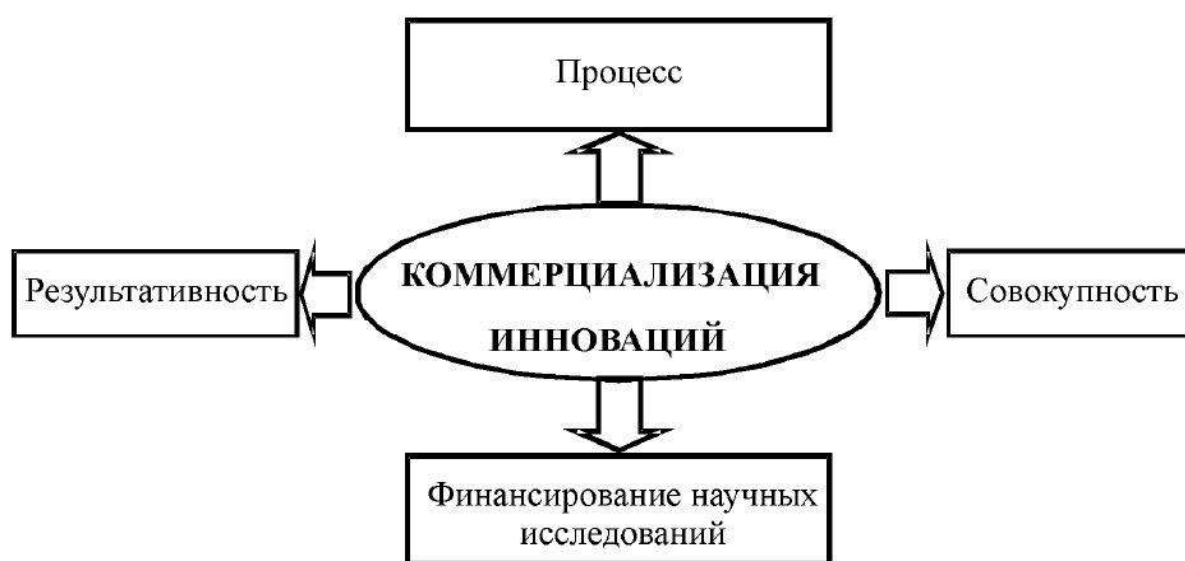 Процесс
КОММЕРЦИАЛИЗАЦИЯ
ИННОВАЦИЙ
Результативность
Совокупность
Финансирование научных
исследований